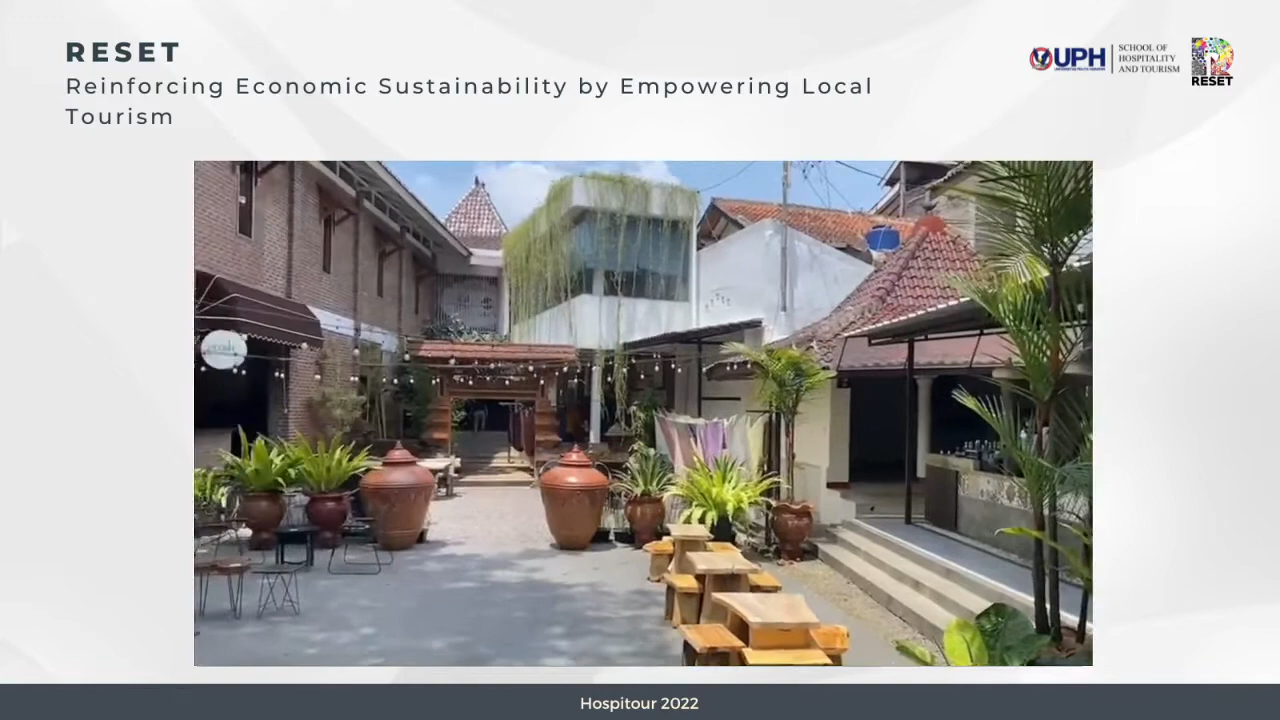 RESET
Reinforcing Economic Sustainability by Empowering Local
Tourism
UPH
SCHOOL OF
HOSPITALITY
AND TOURISM
RESET
Hospitour 2022